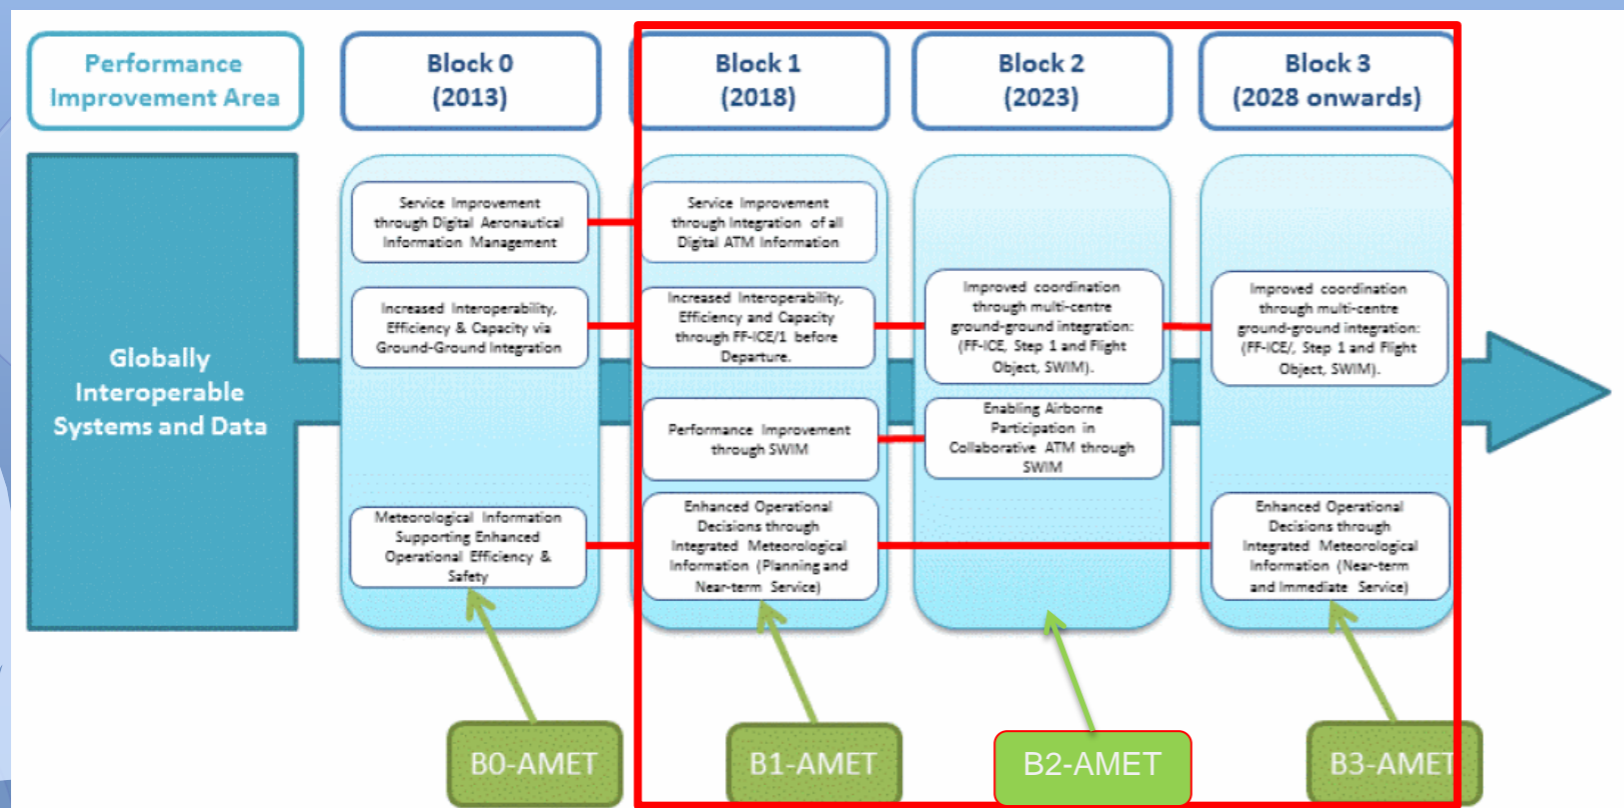 Performance
Improvement Area
Block 0
(2013)
Block 1
(2018)
Block 2
(2023)
Block 3
(2028 onwards)
Globally
Interoperable
Systems and Data
Service Improvement
through Digital Aeronautical
Information Management
Increased Interoperability,
Efficiency & Capacity via
Ground-Ground Integration
Meteorological Information
Supporting Enhanced
Operational Efficiency &
Safety
Service Improvement
through Integration of all
Digital ATM Information
Increased Interoperability,
Efficiency and Capacity
through FF-ICE/1 before
Departure.
Performance Improvement
through SWIM
Enhanced Operational
Decisions through
Integrated Meteorological
Information (Planning and
Near-term Service)
Improved coordination
through multi-centre
ground-ground integration:
(FF-ICE, Step 1 and Flight
Object, SWIM).
Enabling Airborne
Participation in
Collaborative ATM through
SWIM
Improved coordination
through multi-centre
ground-ground integration:
(FF-ICE/, Step 1 and Flight
Object, SWIM).
Enhanced Operational
Decisions through
Integrated Meteorological
Information (Near-term
and Immediate Service)
B0-AMET
B1-AMET
B2-AMET
B3-AMET